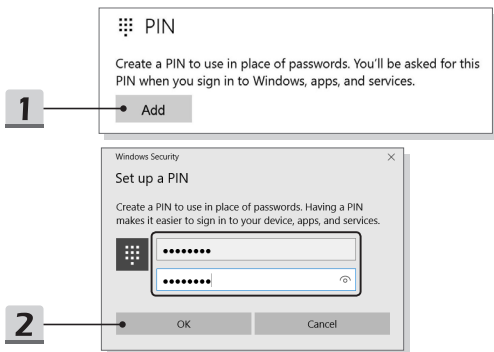 PIN
Create a PIN to use in place of passwords. You'll be asked for this
PIN when you sign in to Windows, apps, and services.
1
Add
Windows Security
Set up a PIN
Create a PIN to use in place of passwords. Having a PIN
makes it easier to sign in to your device, apps, and services.
••••••••
••••••••
2
OK
Cancel